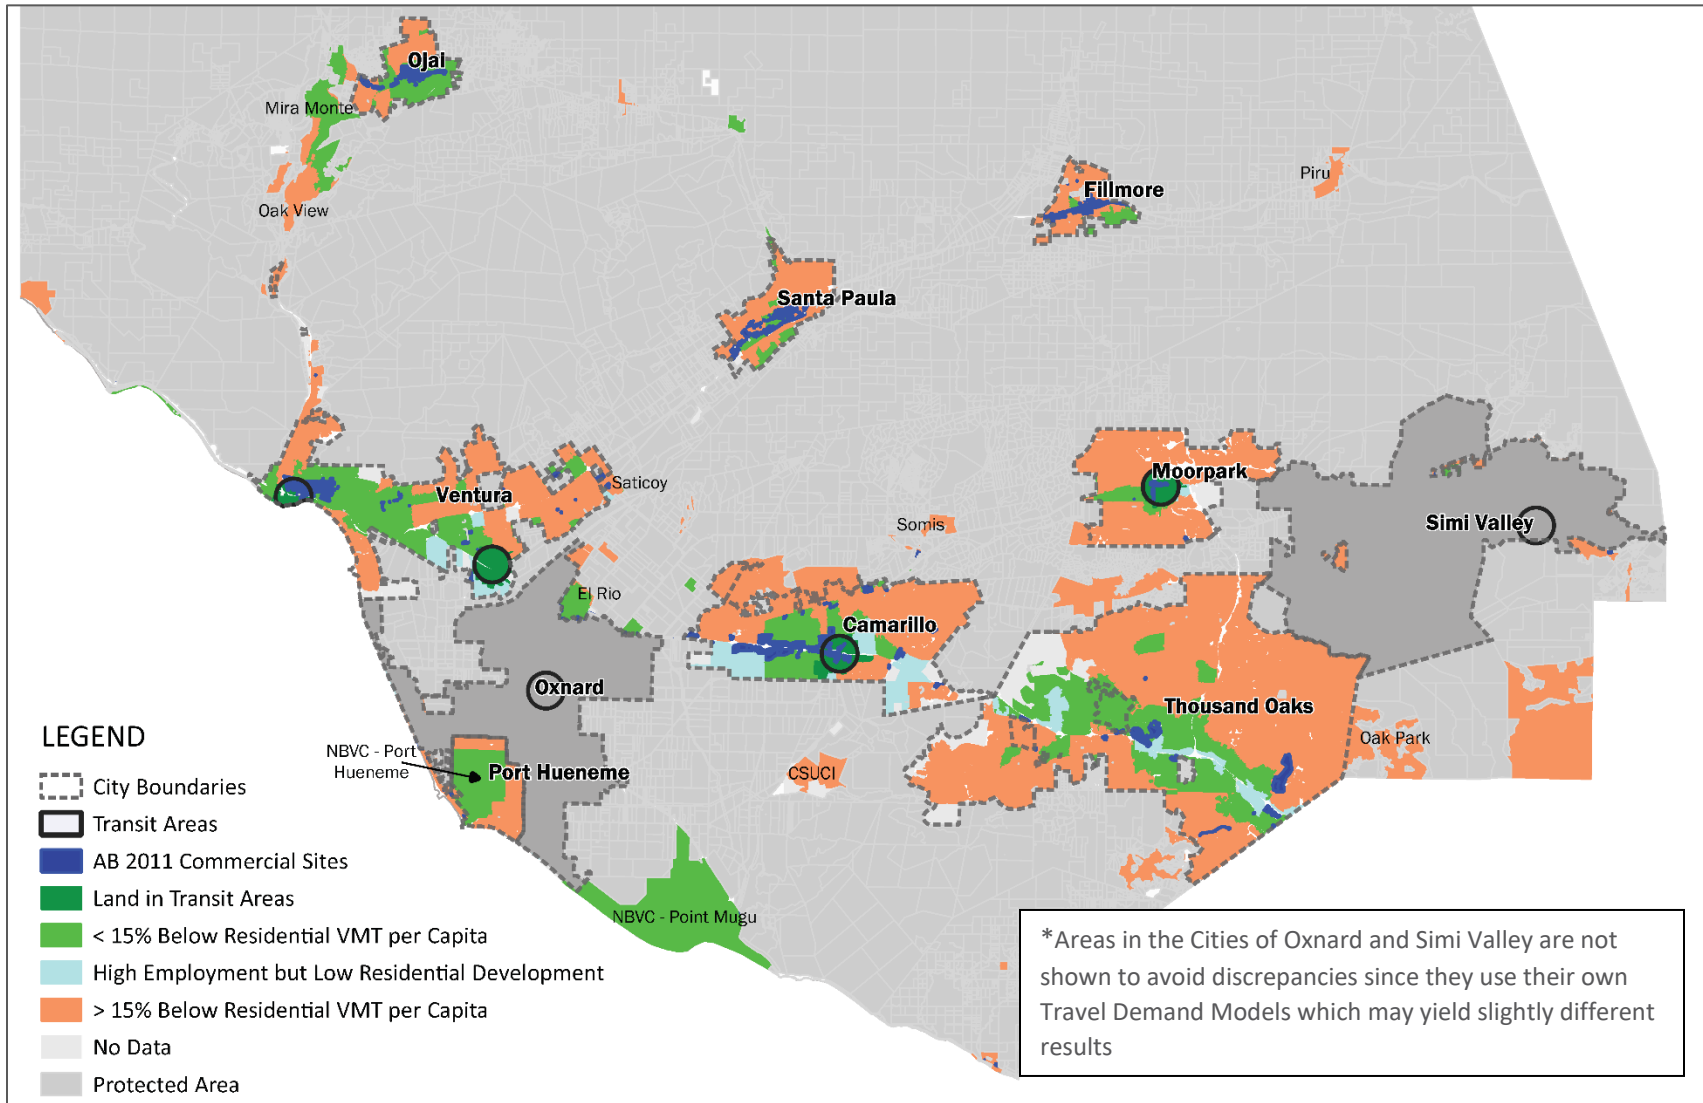 Ojai
Mira Monte
Oak View
Fillmore
Piru
Santa Paula
Ventura
Saticoy
Moorpark
Simi Valley
Somis
El Rio
Camarillo
Oxnard
Thousand Oaks
Oak Park
NBVC - Port
Hueneme
Port Hueneme
CSUCI
NBVC - Point Mugu
LEGEND
City Boundaries
Transit Areas
AB 2011 Commercial Sites
Land in Transit Areas
< 15% Below Residential VMT per Capita
High Employment but Low Residential Development
> 15% Below Residential VMT per Capita
No Data
Protected Area
*Areas in the Cities of Oxnard and Simi Valley are not
shown to avoid discrepancies since they use their own
Travel Demand Models which may yield slightly different
results